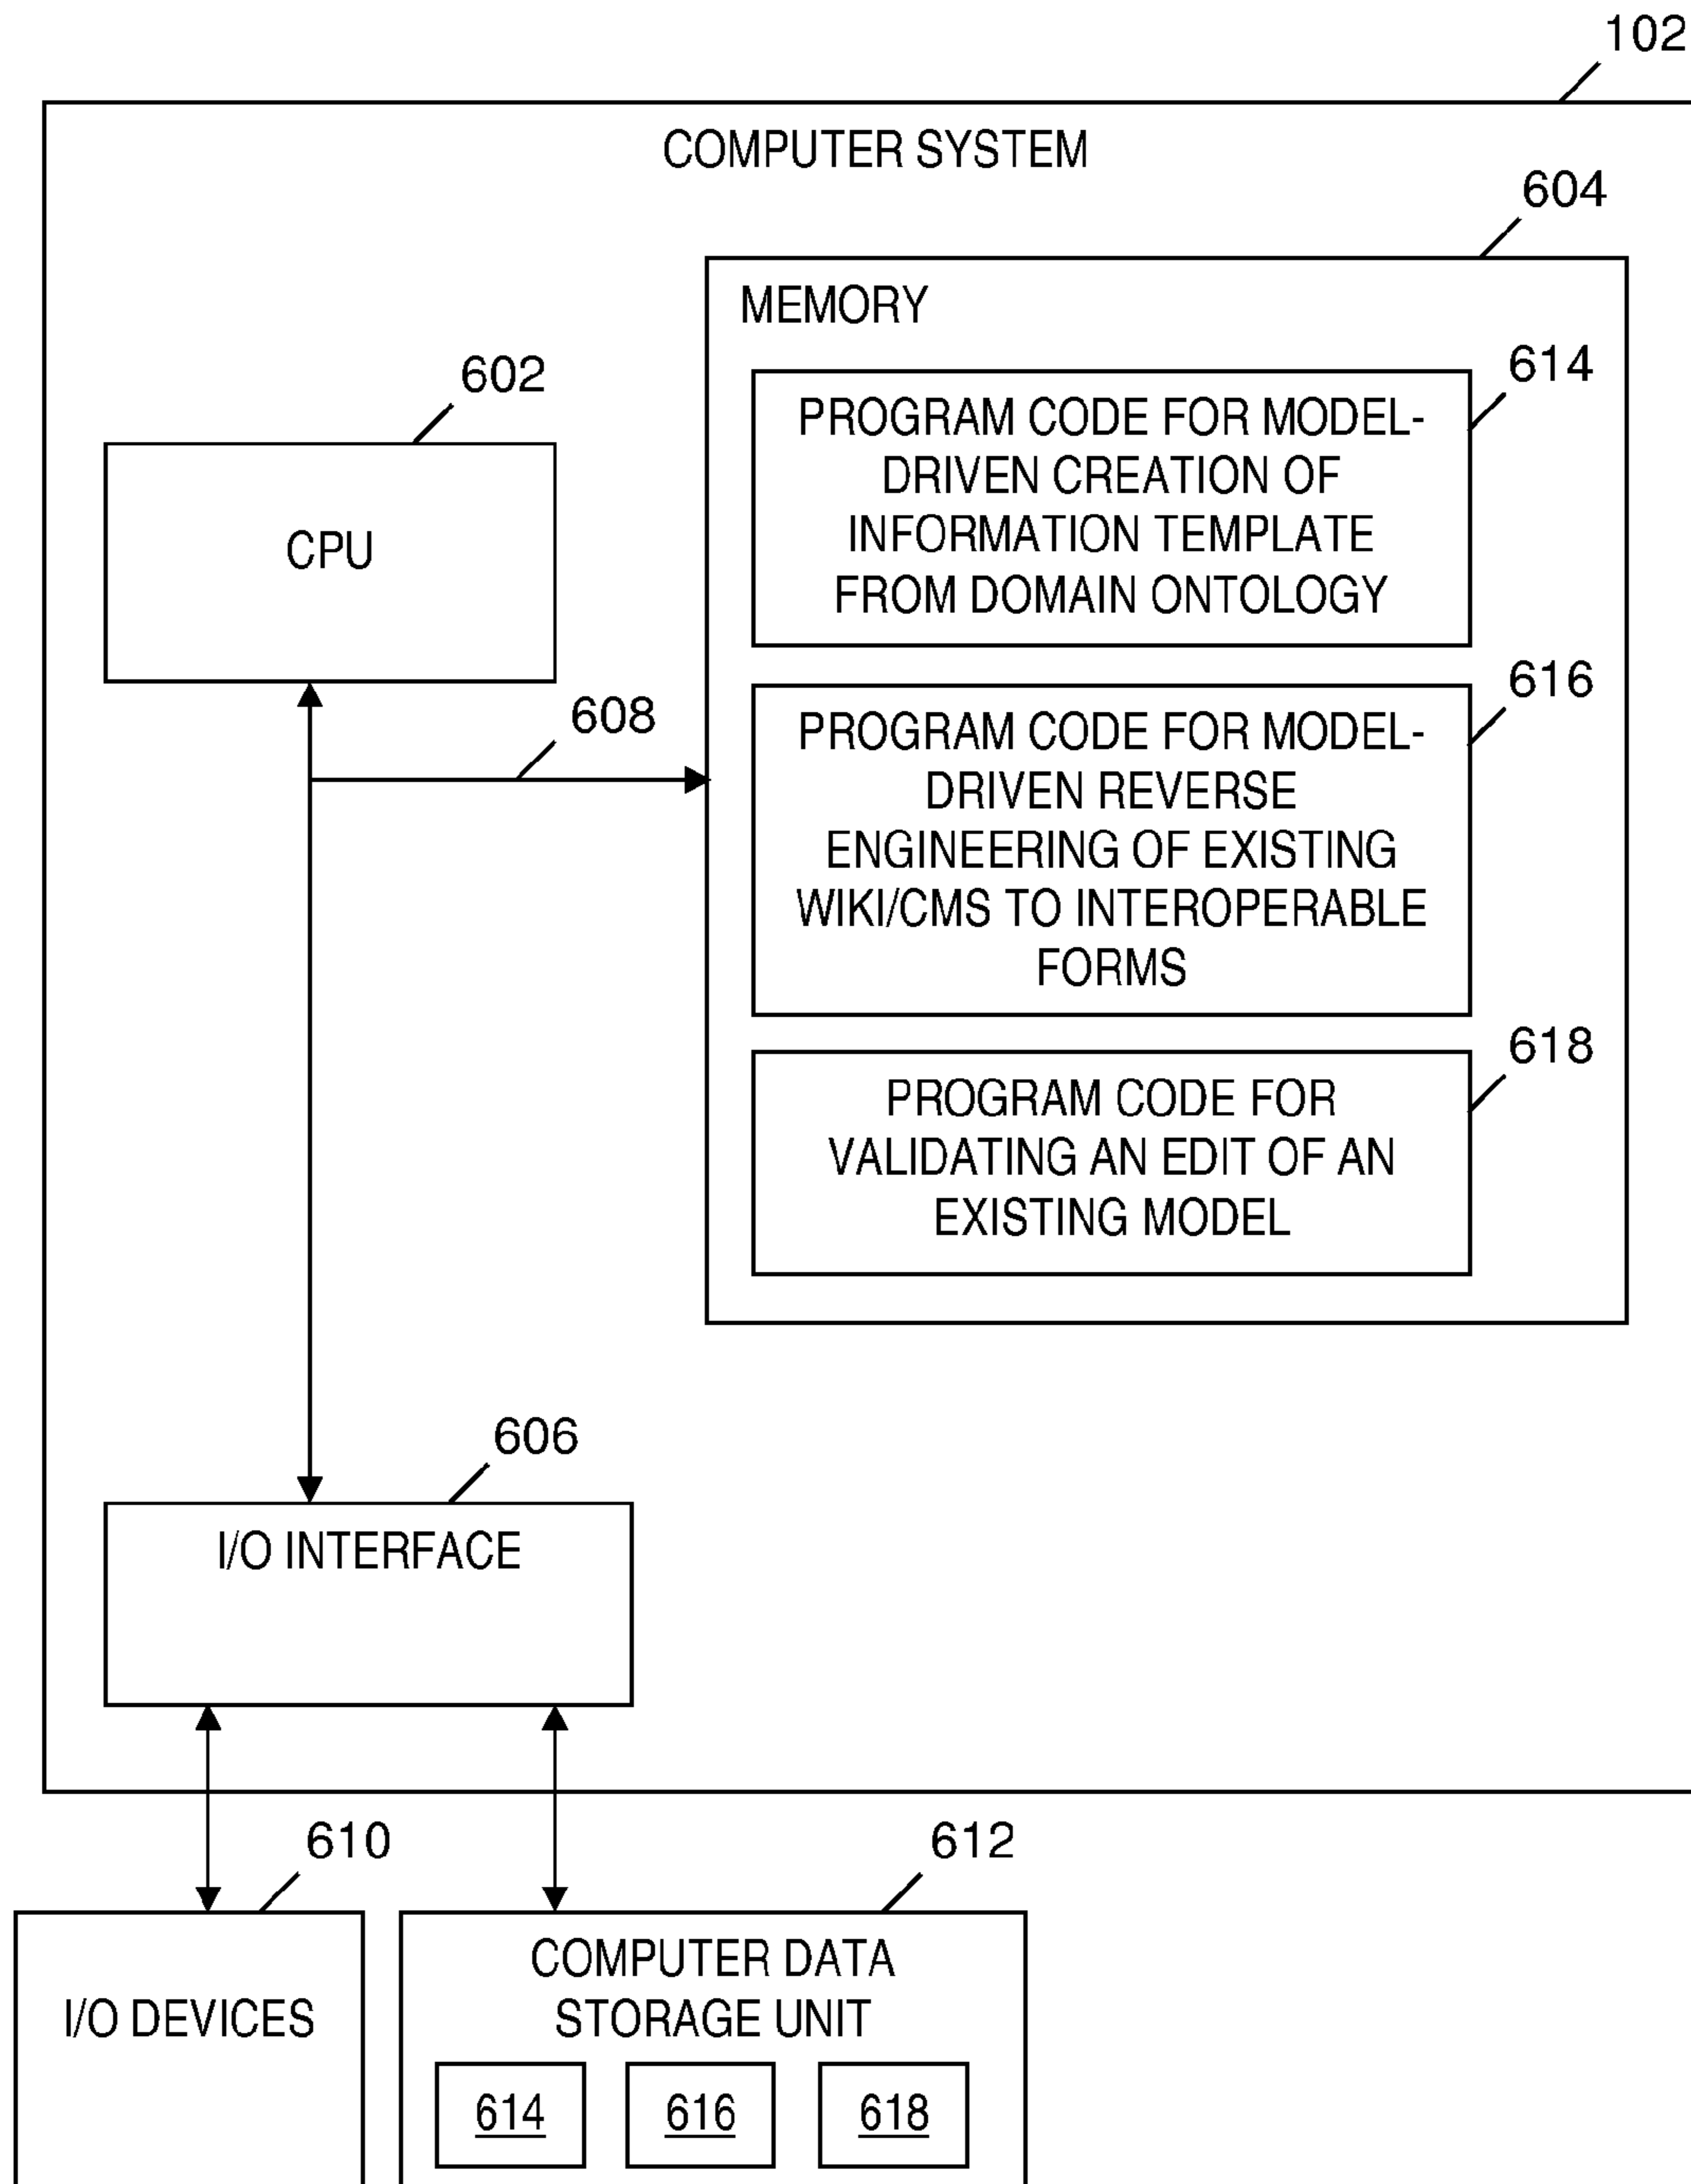 102
COMPUTER SYSTEM
604
MEMORY
614
PROGRAM CODE FOR MODEL-
DRIVEN CREATION OF
INFORMATION TEMPLATE
FROM DOMAIN ONTOLOGY
602
CPU
616
PROGRAM CODE FOR MODEL-
DRIVEN REVERSE
ENGINEERING OF EXISTING
WIKI/CMS TO INTEROPERABLE
FORMS
608
618
PROGRAM CODE FOR
VALIDATING AN EDIT OF AN
EXISTING MODEL
606
I/O INTERFACE
610
I/O DEVICES
612
COMPUTER DATA
STORAGE UNIT
614
616
618